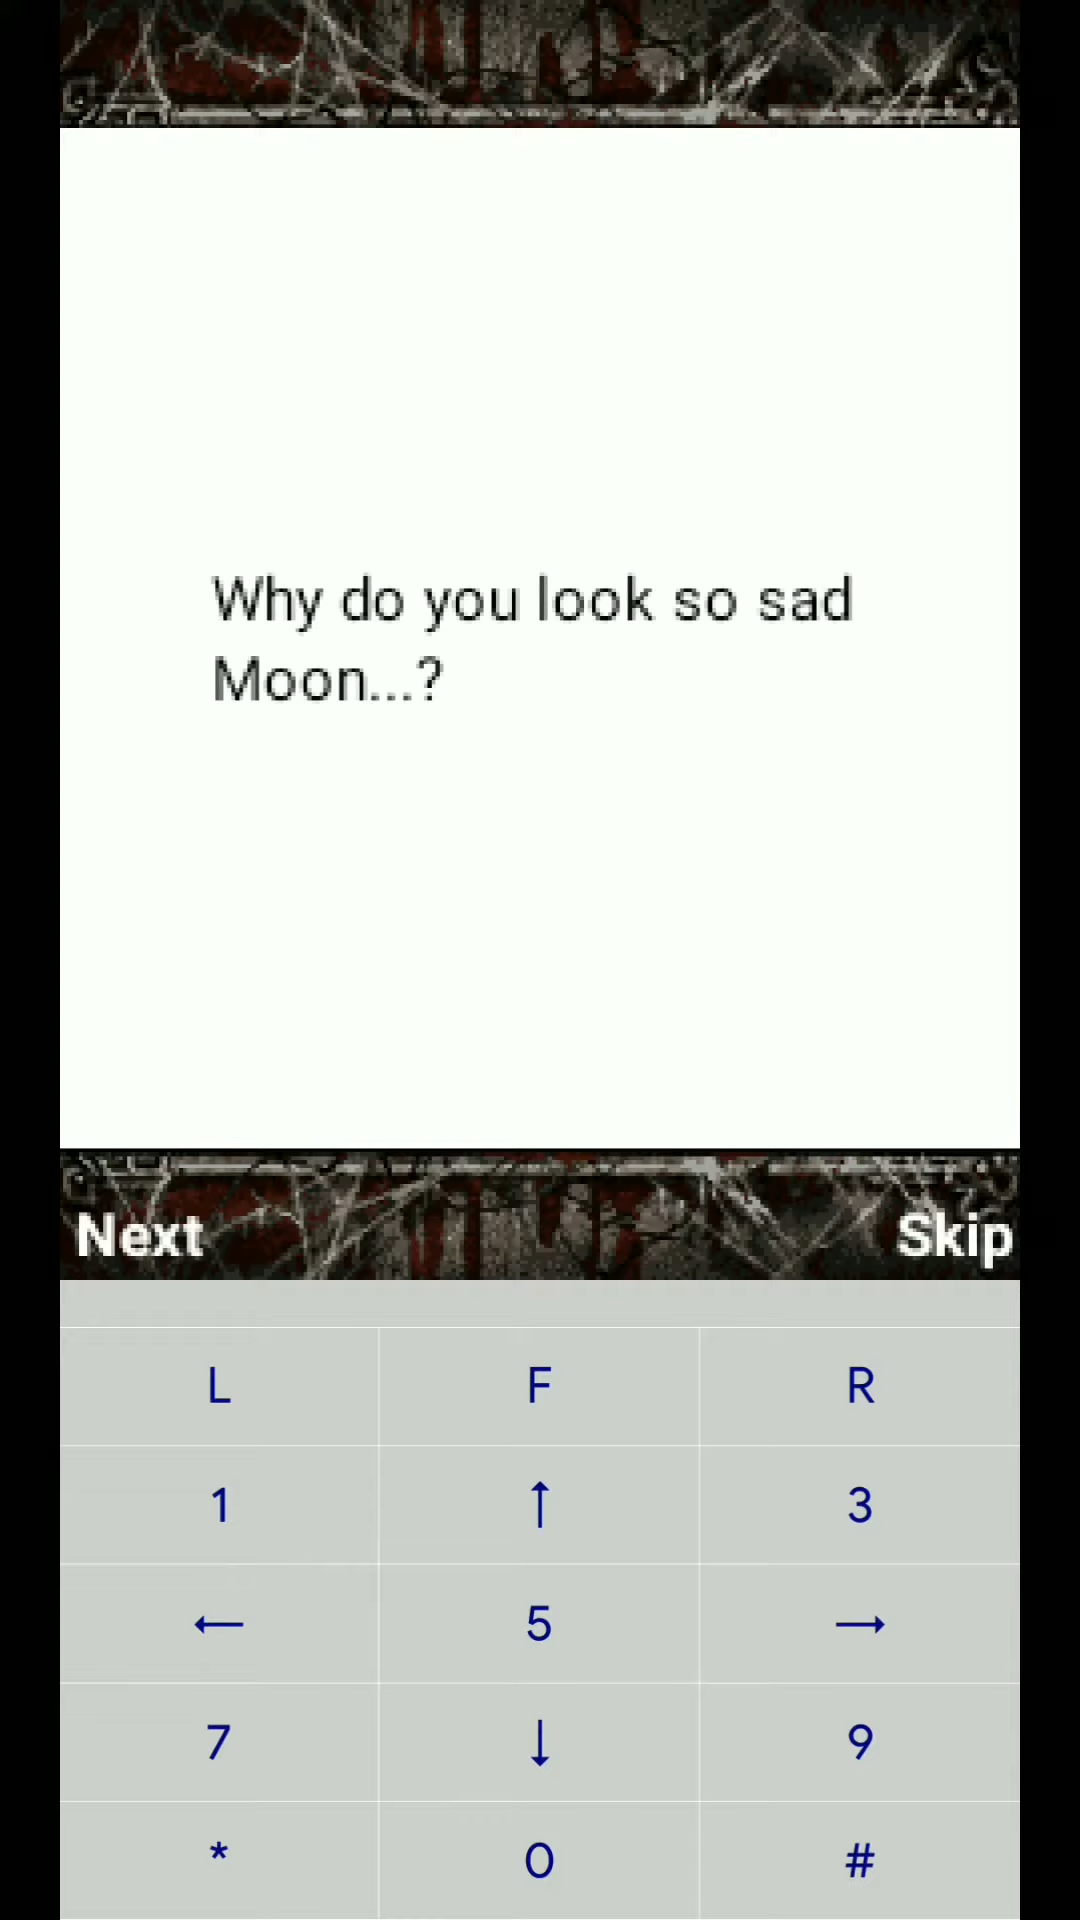 Why do you look so sad
Moon...?
Next Skip
L F R
1 ↑ 3
← 5 →
7 ↓ 9
* 0 #